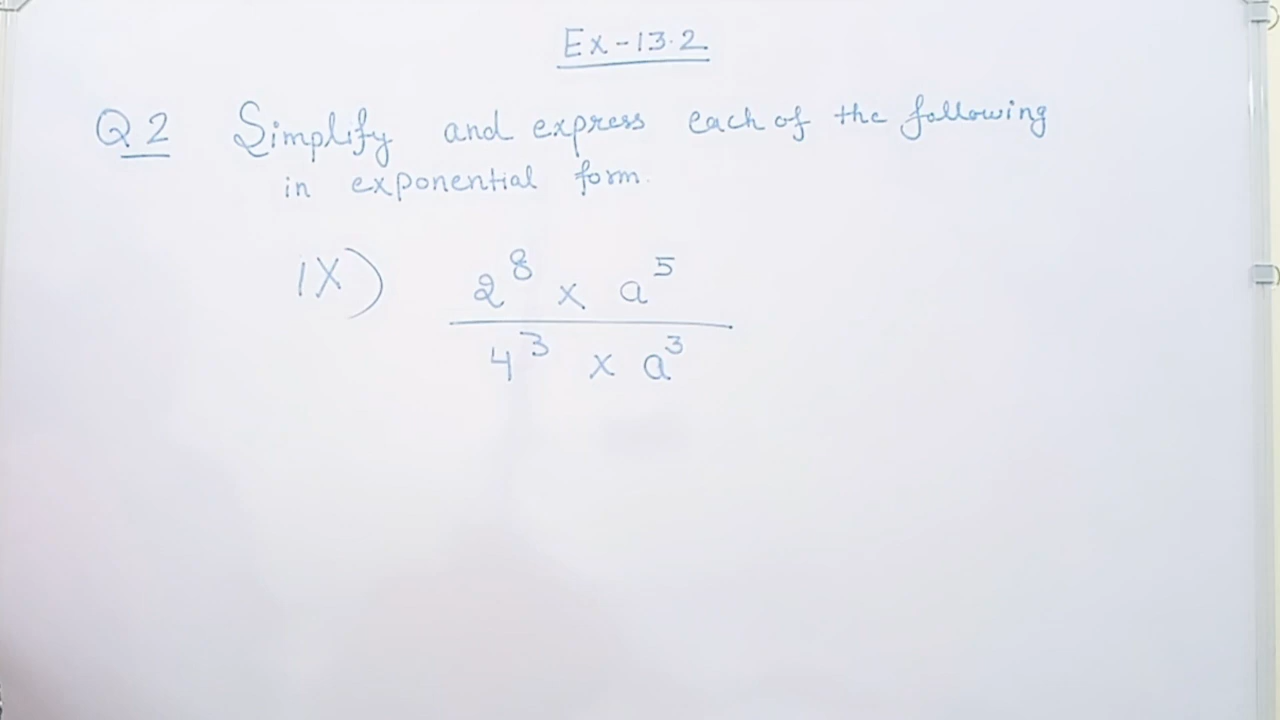 Ex-13.2
Q2 Simplify and express each of the following
in exponential form.
IX) 2^8 x a^5
4^3 x a^3